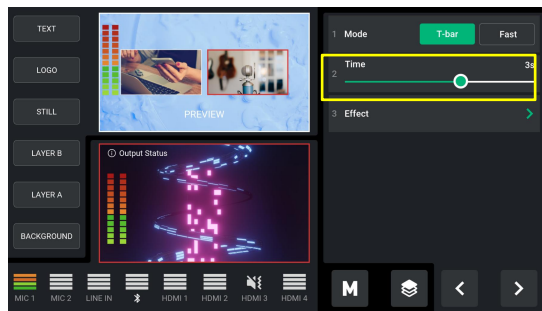 TEXT
LOGO
STILL
LAYER B
LAYER A
BACKGROUND
PREVIEW
Output Status
1 Mode T-bar Fast
2 Time 3s
3 Effect
MIC 1 MIC 2 LINE IN HDMI 1 HDMI 2 HDMI 3 HDMI 4
M